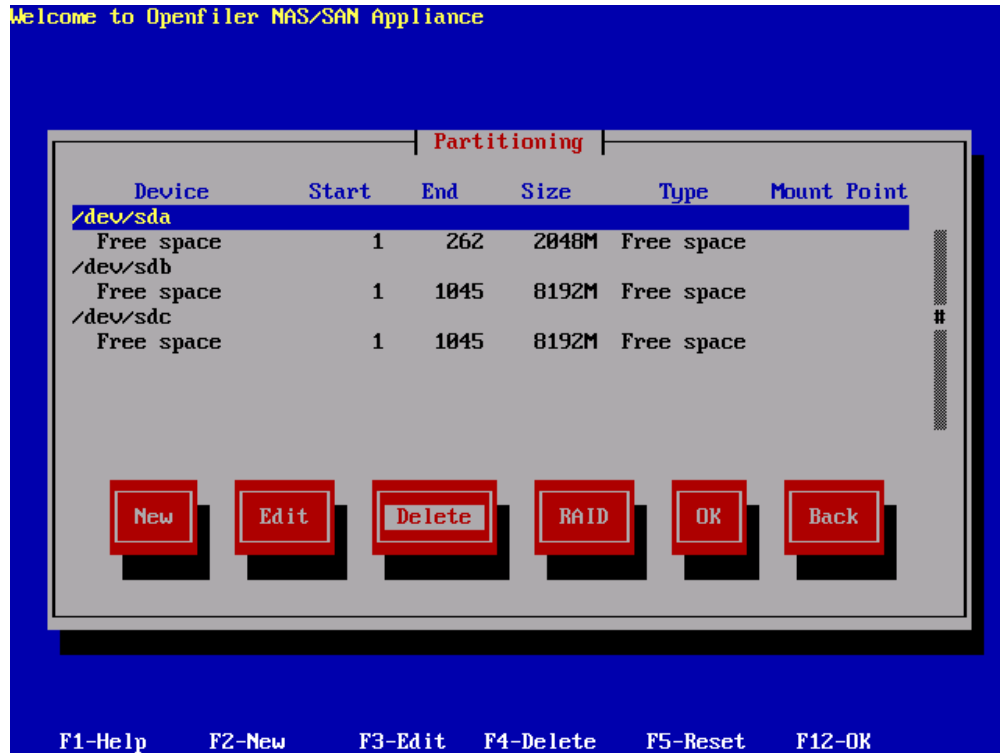 Welcome to Openfiler NAS/SAN Appliance
Partitioning
Device Start End Size Type Mount Point
/dev/sda
Free space 1 262 2048M Free space
/dev/sdb
Free space 1 1045 8192M Free space
/dev/sdc
Free space 1 1045 8192M Free space
#
New Edit Delete RAID OK Back
F1-Help F2-New F3-Edit F4-Delete F5-Reset F12-OK